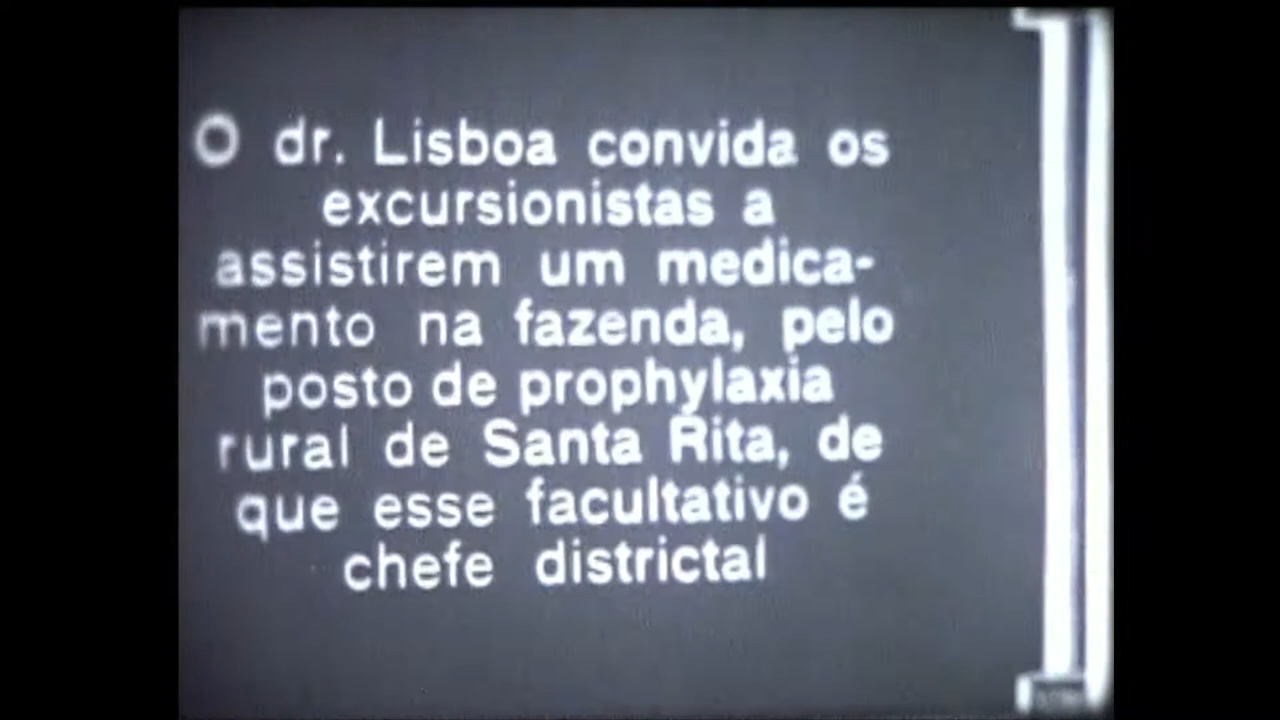 O dr. Lisboa convida os
excursionistas a
assistirem um medica-
mento na fazenda, pelo
posto de prophylaxia
rural de Santa Rita, de
que esse facultativo é
chefe districtal